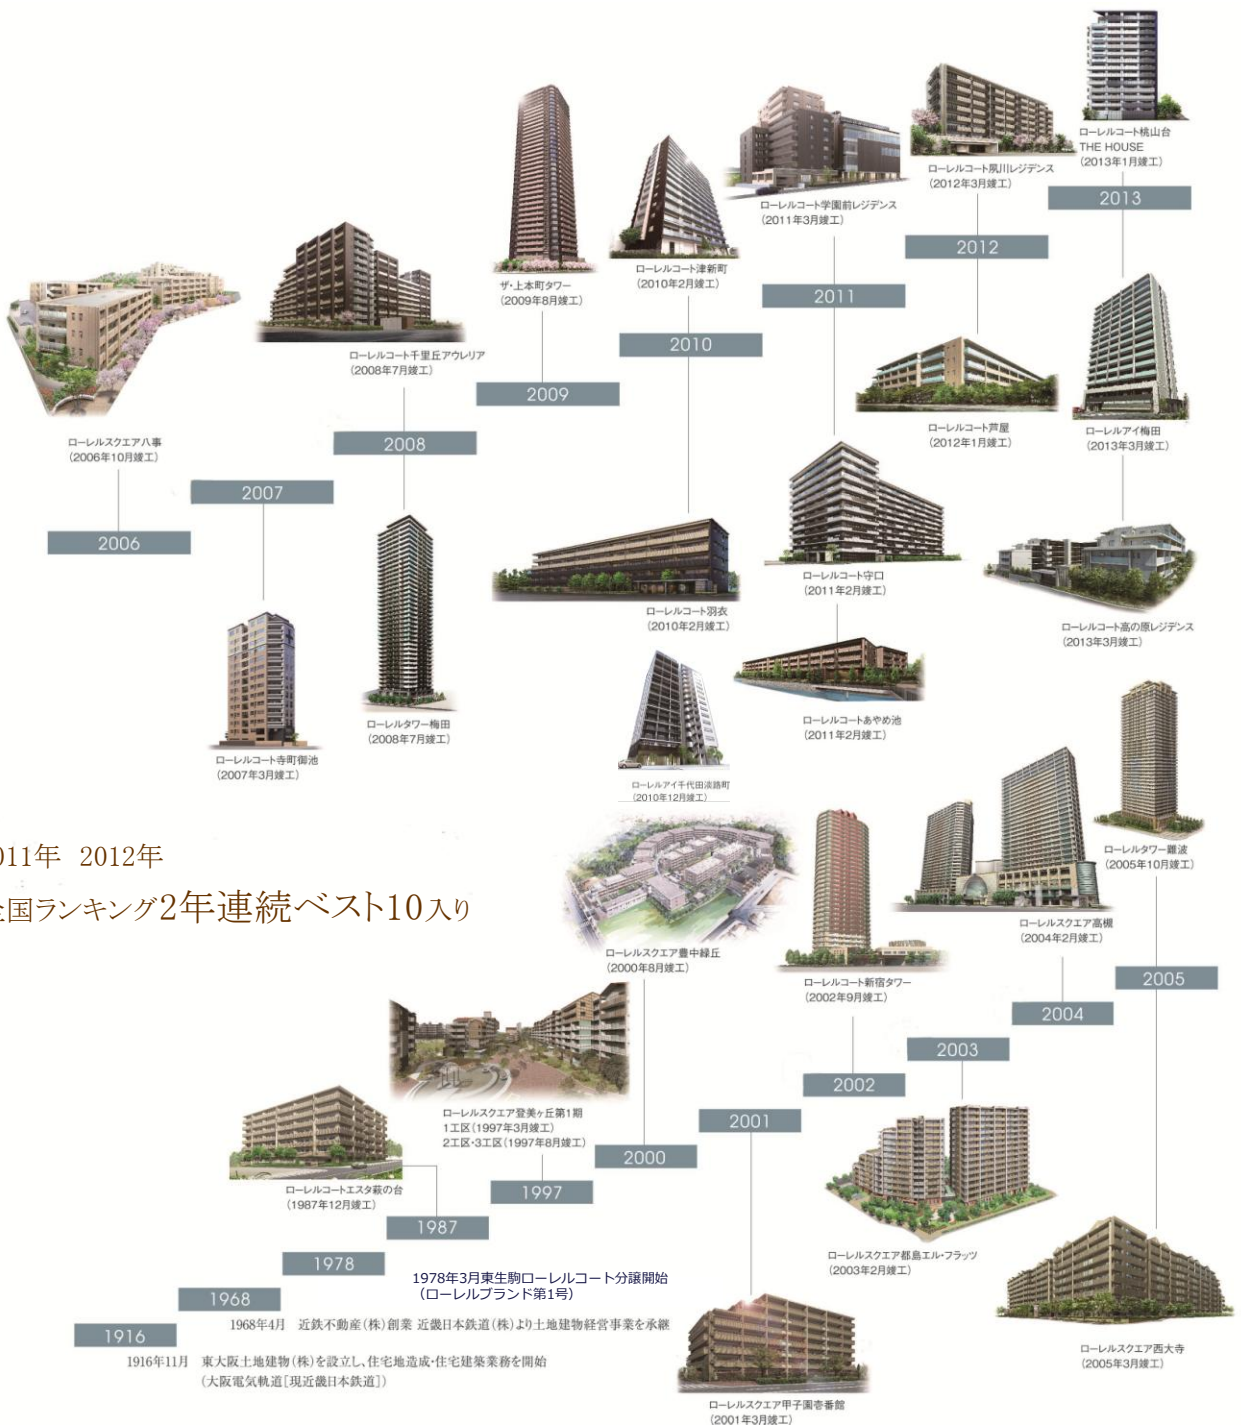 ローレルコート桃山台
THE HOUSE
(2013年1月竣工)
2013
ローレルコート夙川レジデンス
(2012年3月竣工)
2012
ローレルコート学園前レジデンス
(2011年3月竣工)
2011
ローレルコート津新町
(2010年2月竣工)
2010
ザ・上本町タワー
(2009年8月竣工)
2009
ローレルコート千里丘アウレリア
(2008年7月竣工)
2008
ローレルスクエア八事
(2006年10月竣工)
2007
2006
ローレルコート芦屋
(2012年1月竣工)
ローレルアイ梅田
(2013年3月竣工)
ローレルコート守口
(2011年2月竣工)
ローレルコート羽衣
(2010年2月竣工)
ローレルコート高の原レジデンス
(2013年3月竣工)
ローレルコートあやめ池
(2011年2月竣工)
ローレルタワー梅田
(2008年7月竣工)
ローレルコート寺町御池
(2007年3月竣工)
ローレルアイ千代田淡路町
(2010年12月竣工)
011年 2012年
全国ランキング2年連続ベスト10入り
ローレルタワー難波
(2005年10月竣工)
ローレルスクエア高槻
(2004年2月竣工)
ローレルスクエア豊中緑丘
(2000年8月竣工)
ローレルコート新宿タワー
(2002年9月竣工)
2005
2004
2003
2002
2001
2000
ローレルスクエア登美ヶ丘第1期
1工区(1997年3月竣工)
2工区・3工区(1997年8月竣工)
1997
ローレルコートエスタ萩の台
(1987年12月竣工)
1987
ローレルスクエア都島エル・フラッツ
(2003年2月竣工)
1978
1978年3月東生駒ローレルコート分譲開始
(ローレルブランド第1号)
1968
1968年4月 近鉄不動産(株)創業 近畿日本鉄道(株)より土地建物経営事業を承継
1916
1916年11月 東大阪土地建物(株)を設立し、住宅地造成・住宅建築業務を開始
(大阪電気軌道[現近畿日本鉄道])
ローレルスクエア西大寺
(2005年3月竣工)
ローレルスクエア甲子園壱番館
(2001年3月竣工)